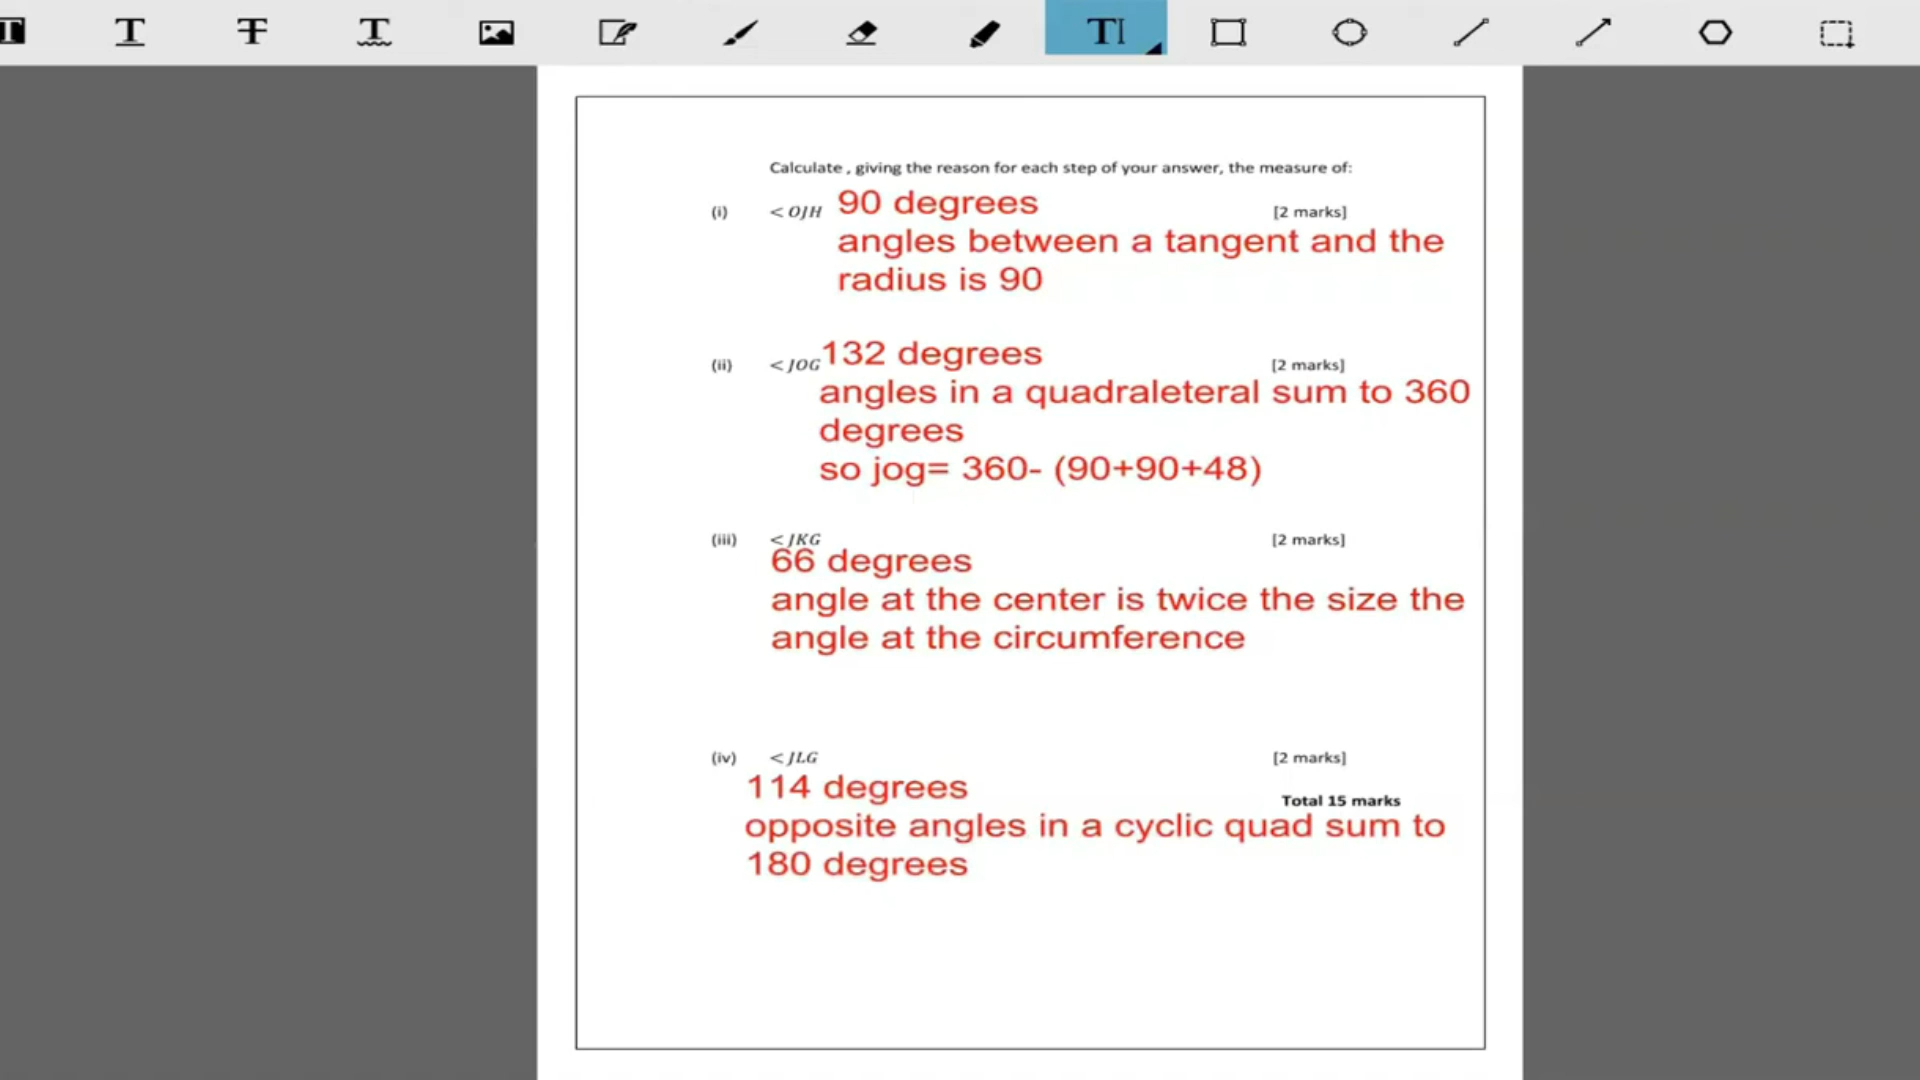 Calculate , giving the reason for each step of your answer, the measure of:
(i) < OJH 90 degrees [2 marks]
angles between a tangent and the
radius is 90
(ii) < JOG 132 degrees [2 marks]
angles in a quadraleteral sum to 360
degrees
so jog= 360- (90+90+48)
(iii) < JKG [2 marks]
66 degrees
angle at the center is twice the size the
angle at the circumference
(iv) < JLG [2 marks]
114 degrees
Total 15 marks
opposite angles in a cyclic quad sum to
180 degrees